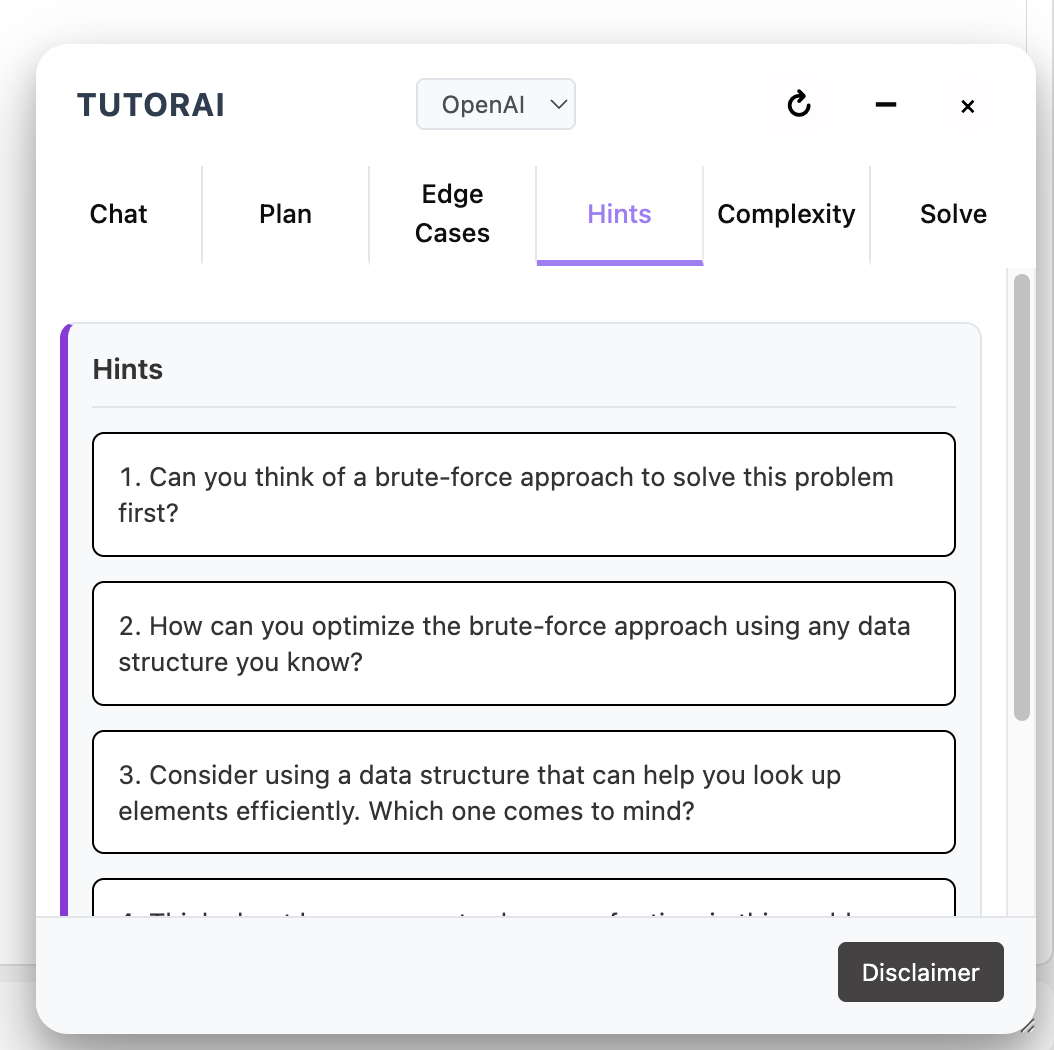 TUTORAI
OpenAI
Chat
Plan
Edge
Cases
Hints
Complexity
Solve
Hints
1. Can you think of a brute-force approach to solve this problem
first?
2. How can you optimize the brute-force approach using any data
structure you know?
3. Consider using a data structure that can help you look up
elements efficiently. Which one comes to mind?
Disclaimer